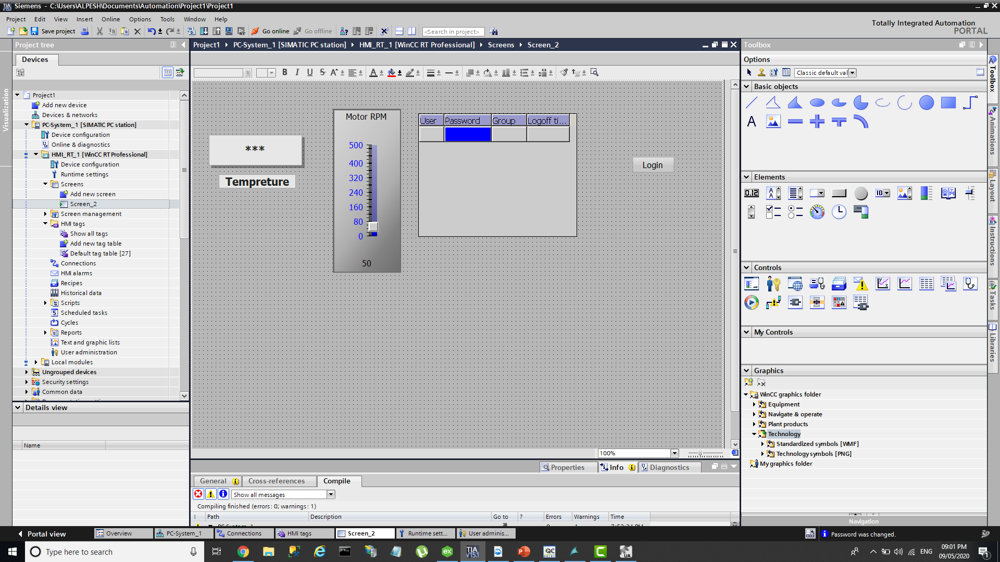 Siemens - C:\Users\ALPESH\Documents\Automation\Project1\Project1
Project Edit View Insert Online Options Tools Window Help
Totally Integrated Automation
PORTAL
Save project
Go online
Go offline
<Search in project>
Project tree
Project1 PC-System_1 [SIMATIC PC station] HMI_RT_1 [WinCC RT Professional] Screens Screen_2
Toolbox
Devices
Options
Classic default val
Visualization
Project1
Add new device
Devices & networks
PC-System_1 [SIMATIC PC station]
Device configuration
Online & diagnostics
HMI_RT_1 [WinCC RT Professional]
Device configuration
Runtime settings
Screens
Add new screen
Screen_2
Screen management
HMI tags
Show all tags
Add new tag table
Default tag table [27]
Connections
HMI alarms
Recipes
Historical data
Scripts
Scheduled tasks
Cycles
Reports
Text and graphic lists
User administration
Local modules
Ungrouped devices
Security settings
Common data
Details view
Name
B I U S A A
***
Tempreture
Motor RPM
500
400
320
240
160
80
0
50
User Password Group Logoff ti...
Login
100%
Properties Info Diagnostics
General Cross-references Compile
Show all messages
Compiling finished (errors: 0; warnings: 1)
! Path Description Go to ? Errors Warnings Time
Basic objects
A
Elements
0.12
10
Controls
My Controls
Graphics
WinCC graphics folder
Equipment
Navigate & operate
Plant products
Technology
Standardized symbols [WMF]
Technology symbols [PNG]
My graphics folder
Navigation
Toolbox
Animations
Layout
Instructions
Tasks
Libraries
Portal view
Overview
PC-System_1
Connections
HMI tags
Screen_2
Runtime sett...
User adminis...
Password was changed.
Type here to search
TIA
V15.1
ENG
09:01 PM
09/05/2020
1